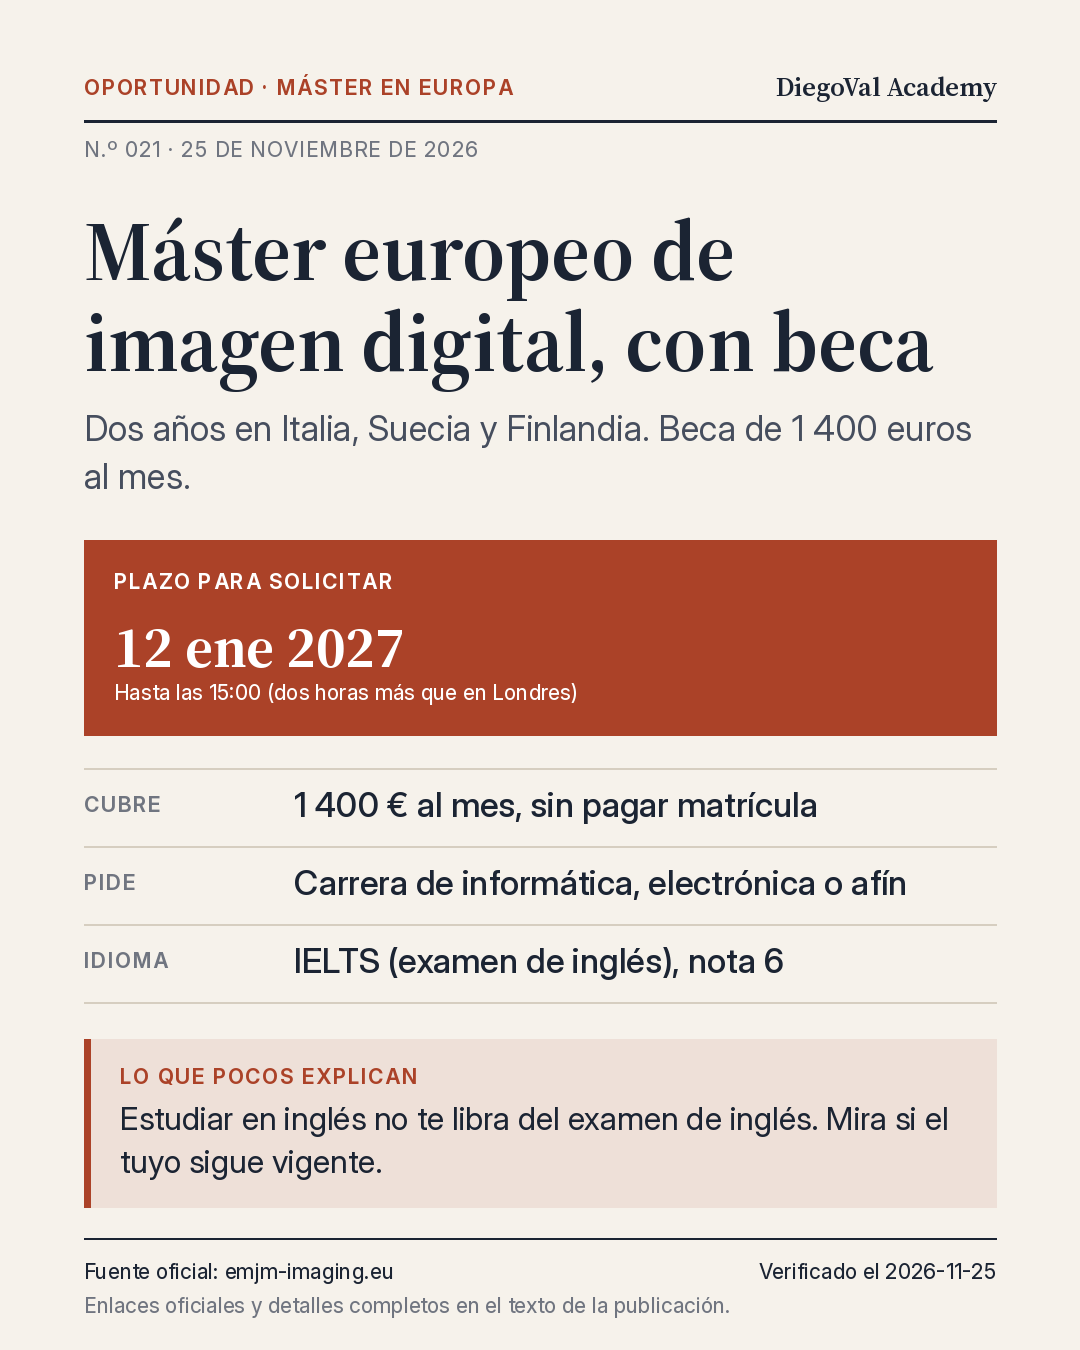 OPORTUNIDAD · MÁSTER EN EUROPA
DiegoVal Academy
N.º 021 · 25 DE NOVIEMBRE DE 2026
Máster europeo de
imagen digital, con beca
Dos años en Italia, Suecia y Finlandia. Beca de 1 400 euros
al mes.
PLAZO PARA SOLICITAR
12 ene 2027
Hasta las 15:00 (dos horas más que en Londres)
CUBRE
1 400 € al mes, sin pagar matrícula
PIDE
Carrera de informática, electrónica o afín
IDIOMA
IELTS (examen de inglés), nota 6
LO QUE POCOS EXPLICAN
Estudiar en inglés no te libra del examen de inglés. Mira si el
tuyo sigue vigente.
Fuente oficial: emjm-imaging.eu
Verificado el 2026-11-25
Enlaces oficiales y detalles completos en el texto de la publicación.